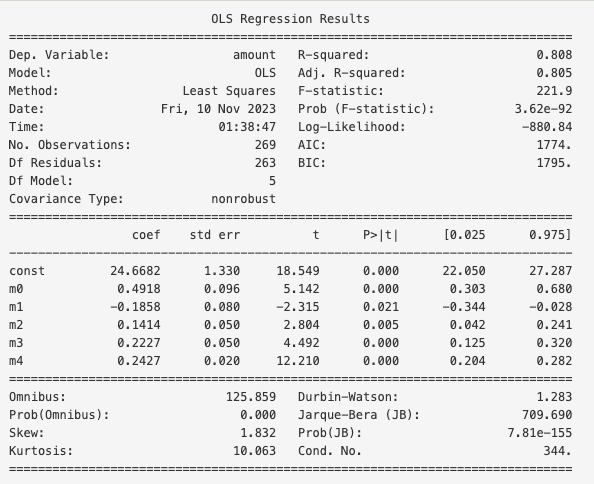 OLS Regression Results
==============================================================================
Dep. Variable:                 amount   R-squared:                       0.808
Model:                            OLS   Adj. R-squared:                  0.805
Method:                 Least Squares   F-statistic:                     221.9
Date:                Fri, 10 Nov 2023   Prob (F-statistic):           3.62e-92
Time:                        01:38:47   Log-Likelihood:                -880.84
No. Observations:                 269   AIC:                             1774.
Df Residuals:                     263   BIC:                             1795.
Df Model:                           5
Covariance Type:            nonrobust
==============================================================================
                 coef    std err          t      P>|t|      [0.025      0.975]
------------------------------------------------------------------------------
const         24.6682      1.330     18.549      0.000      22.050      27.287
m0             0.4918      0.096      5.142      0.000       0.303       0.680
m1            -0.1858      0.080     -2.315      0.021      -0.344      -0.028
m2             0.1414      0.050      2.804      0.005       0.042       0.241
m3             0.2227      0.050      4.492      0.000       0.125       0.320
m4             0.2427      0.020     12.210      0.000       0.204       0.282
==============================================================================
Omnibus:                      125.859   Durbin-Watson:                   1.283
Prob(Omnibus):                  0.000   Jarque-Bera (JB):              709.690
Skew:                           1.832   Prob(JB):                    7.81e-155
Kurtosis:                      10.063   Cond. No.                         344.
==============================================================================